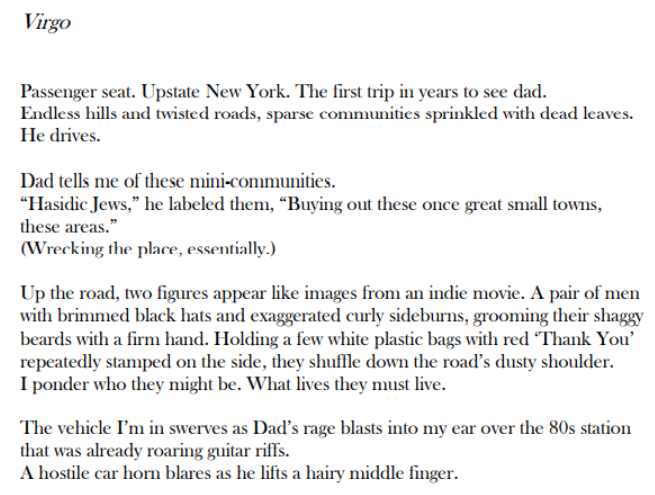 Virgo
Passenger seat. Upstate New York. The first trip in years to see dad.
Endless hills and twisted roads, sparse communities sprinkled with dead leaves.
He drives.
Dad tells me of these mini-communities.
“Hasidic Jews,” he labeled them, “Buying out these once great small towns,
these areas.”
(Wrecking the place, essentially.)
Up the road, two figures appear like images from an indie movie. A pair of men
with brimmed black hats and exaggerated curly sideburns, grooming their shaggy
beards with a firm hand. Holding a few white plastic bags with red ‘Thank You’
repeatedly stamped on the side, they shuffle down the road’s dusty shoulder.
I ponder who they might be. What lives they must live.
The vehicle I’m in swerves as Dad’s rage blasts into my ear over the 80s station
that was already roaring guitar riffs.
A hostile car horn blares as he lifts a hairy middle finger.